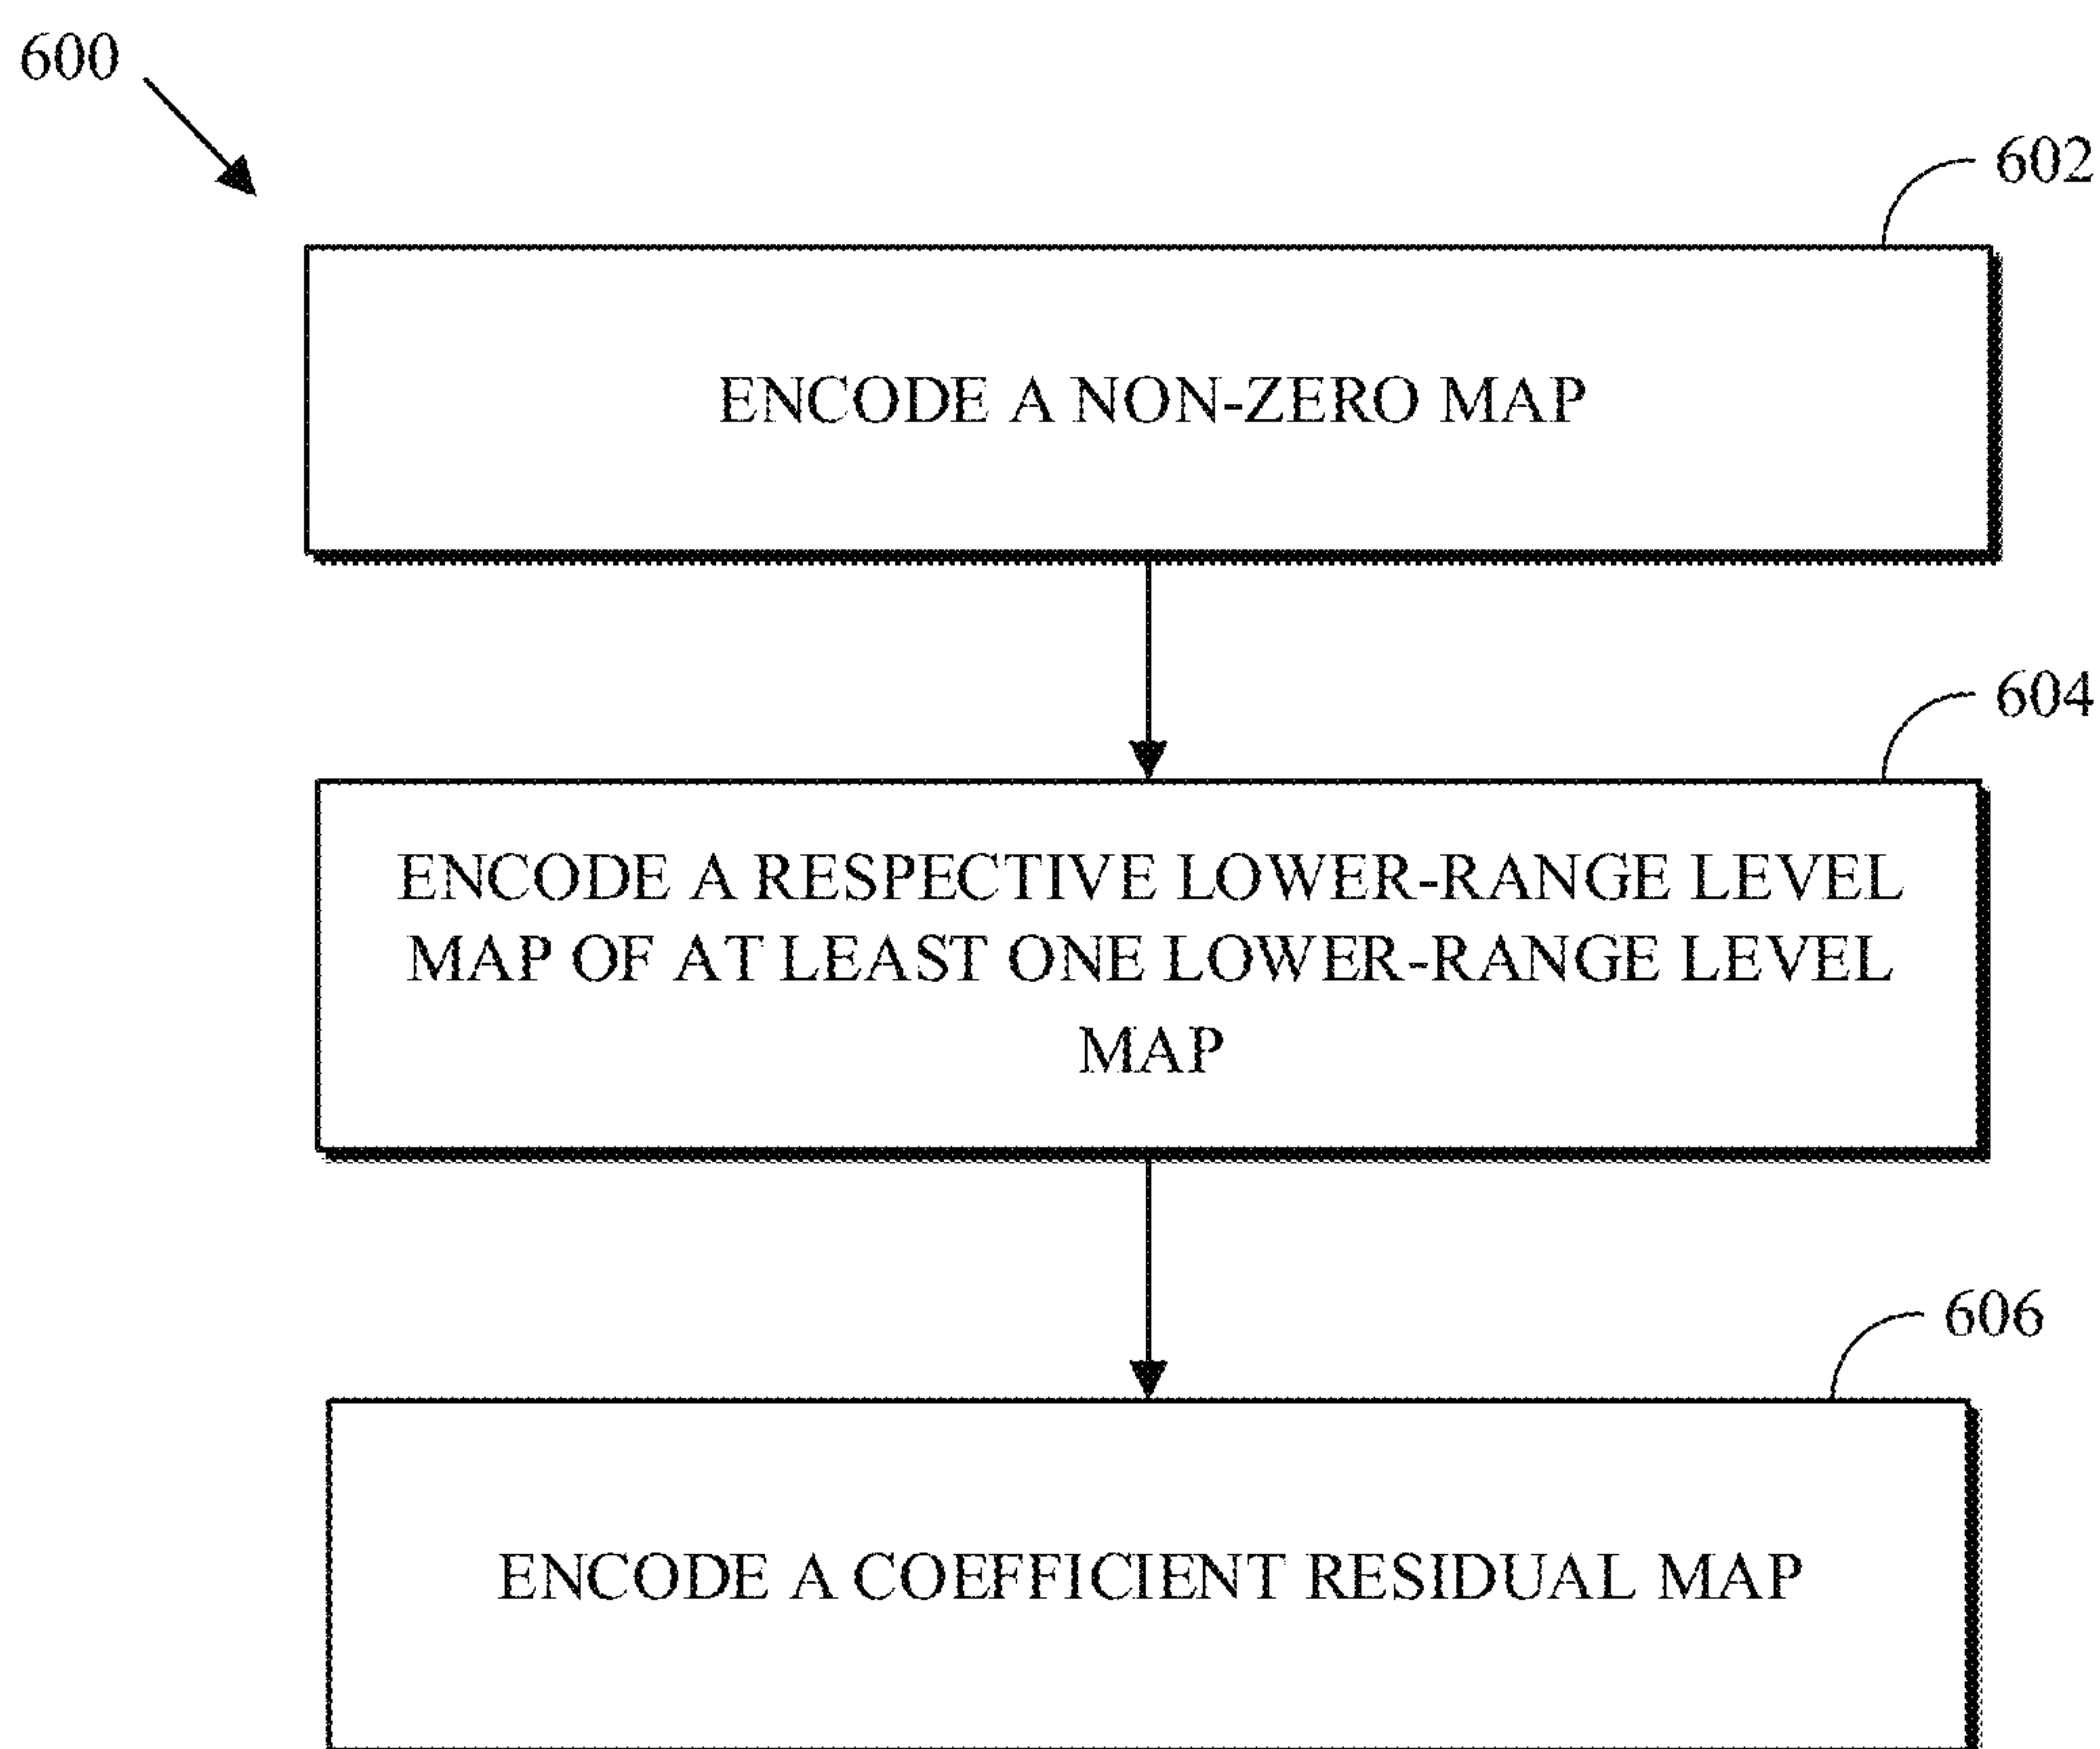 600
602
ENCODE A NON-ZERO MAP
604
ENCODE A RESPECTIVE LOWER-RANGE LEVEL
MAP OF AT LEAST ONE LOWER-RANGE LEVEL
MAP
606
ENCODE A COEFFICIENT RESIDUAL MAP